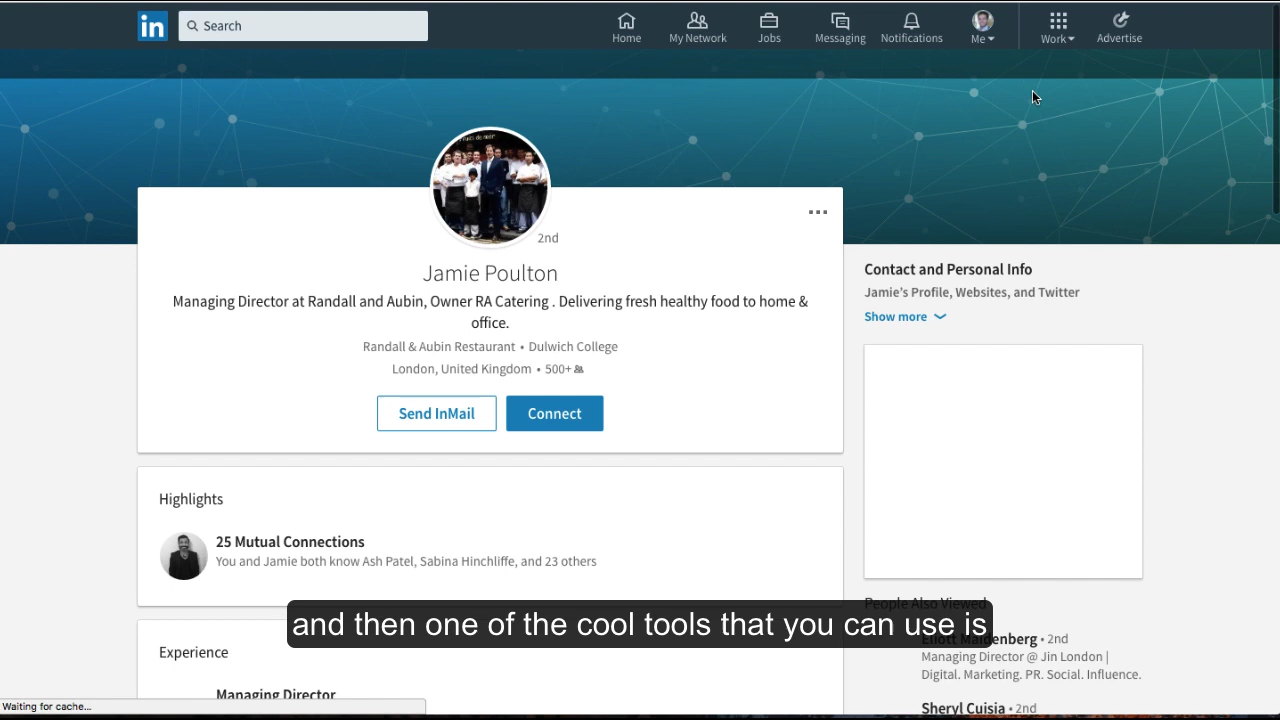 in
Search
Home
My Network
Jobs
Messaging
Notifications
Me
Work
Advertise
2nd
Jamie Poulton
Managing Director at Randall and Aubin, Owner RA Catering . Delivering fresh healthy food to home &
office.
Randall & Aubin Restaurant • Dulwich College
London, United Kingdom • 500+
Send InMail
Connect
Highlights
25 Mutual Connections
You and Jamie both know Ash Patel, Sabina Hinchliffe, and 23 others
Experience
Managing Director
Contact and Personal Info
Jamie's Profile, Websites, and Twitter
Show more
People Also Viewed
Eliott Maidenberg • 2nd
Managing Director @ Jin London |
Digital. Marketing. PR. Social. Influence.
Sheryl Cuisia • 2nd
and then one of the cool tools that you can use is
Waiting for cache...